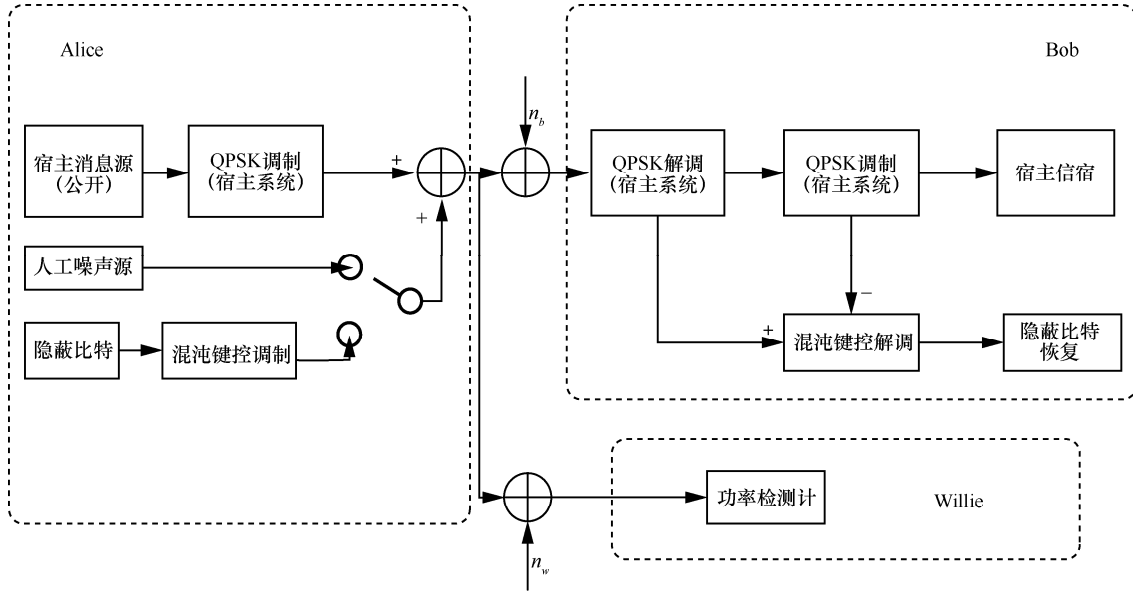 Alice
宿主消息源
(公开)
QPSK调制
(宿主系统)
+
+
人工噪声源
隐蔽比特
混沌键控调制
n_b
Bob
QPSK解调
(宿主系统)
QPSK调制
(宿主系统)
宿主信宿
−
+
混沌键控解调
隐蔽比特
恢复
功率检测计
Willie
n_w